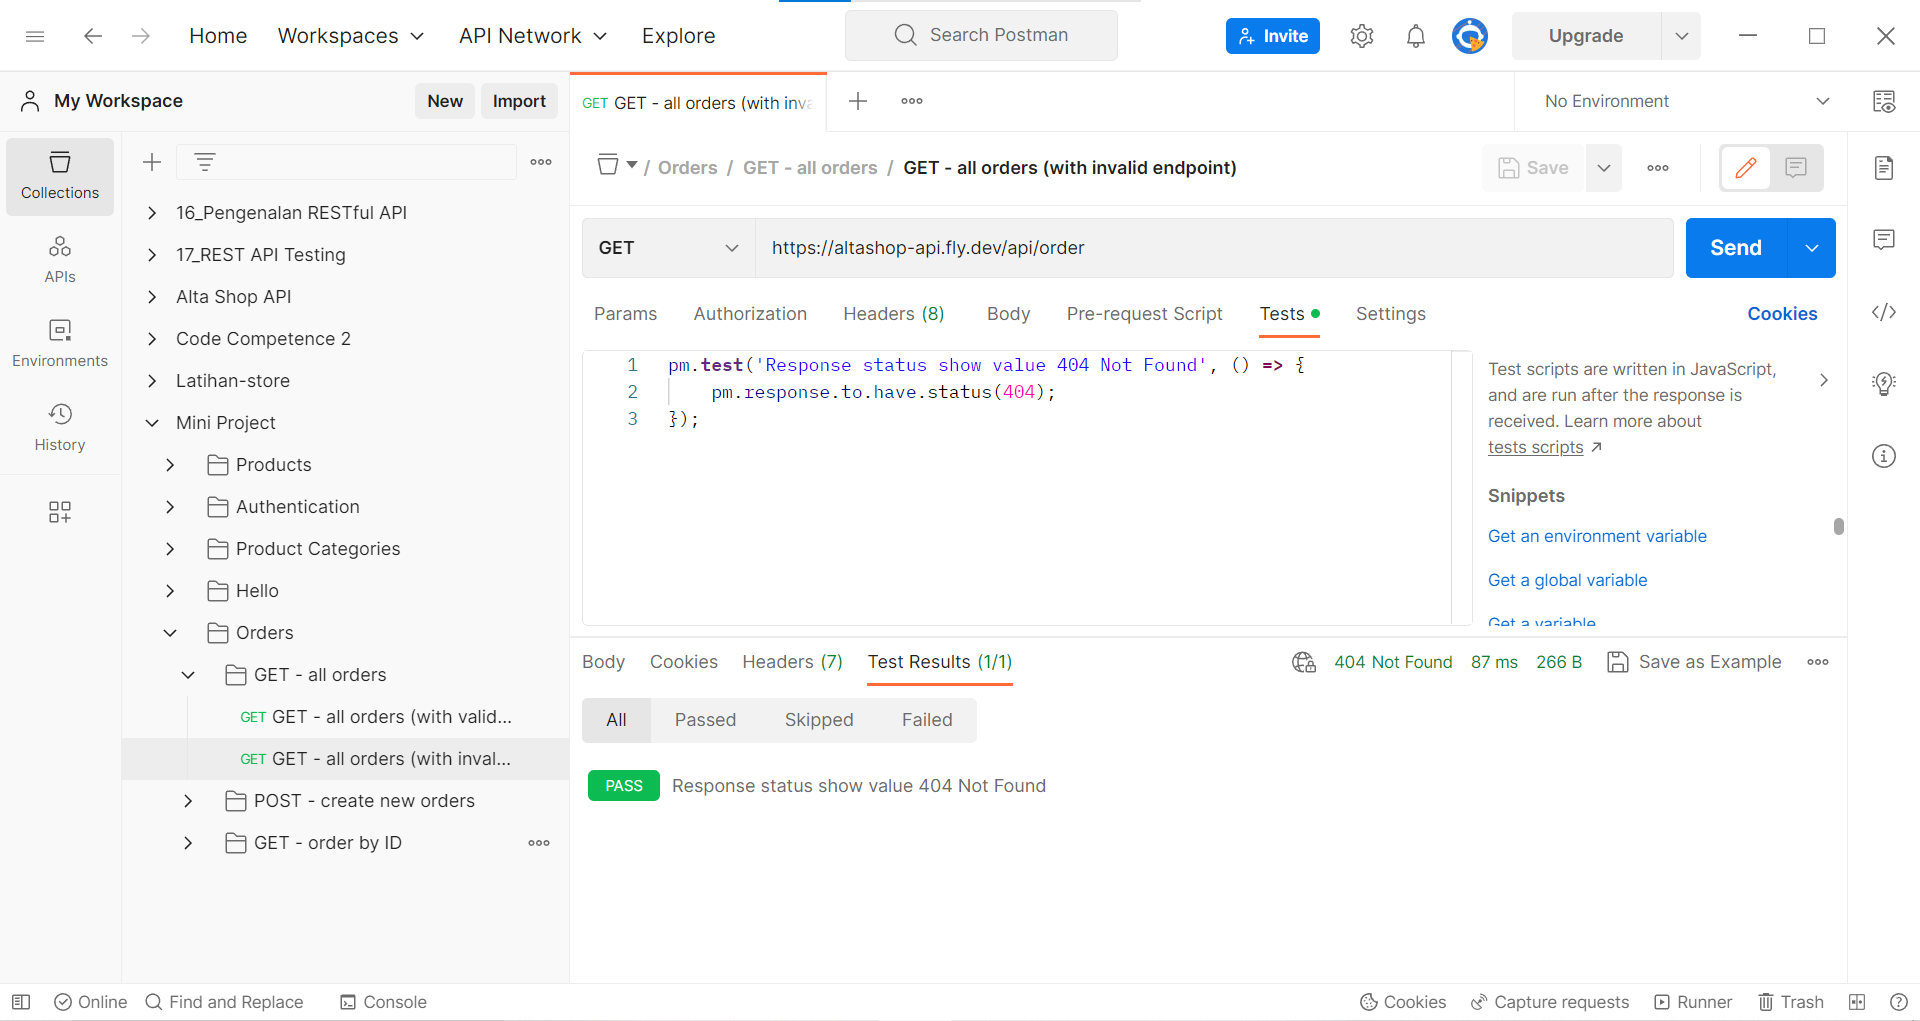 Home Workspaces API Network Explore Search Postman Invite Upgrade
My Workspace New Import
GET GET - all orders (with inva
No Environment
Collections
APIs
Environments
History
16_Pengenalan RESTful API
17_REST API Testing
Alta Shop API
Code Competence 2
Latihan-store
Mini Project
Products
Authentication
Product Categories
Hello
Orders
GET - all orders
GET GET - all orders (with valid...
GET GET - all orders (with inval...
POST - create new orders
GET - order by ID
/ Orders / GET - all orders / GET - all orders (with invalid endpoint)
Save
GET https://altashop-api.fly.dev/api/order Send
Params Authorization Headers (8) Body Pre-request Script Tests Settings Cookies
1 pm.test('Response status show value 404 Not Found', () => {
2 pm.response.to.have.status(404);
3 });
Test scripts are written in JavaScript,
and are run after the response is
received. Learn more about
tests scripts ↗
Snippets
Get an environment variable
Get a global variable
Get a variable
Body Cookies Headers (7) Test Results (1/1) 404 Not Found 87 ms 266 B Save as Example
All Passed Skipped Failed
PASS Response status show value 404 Not Found
Online Find and Replace Console Cookies Capture requests Runner Trash